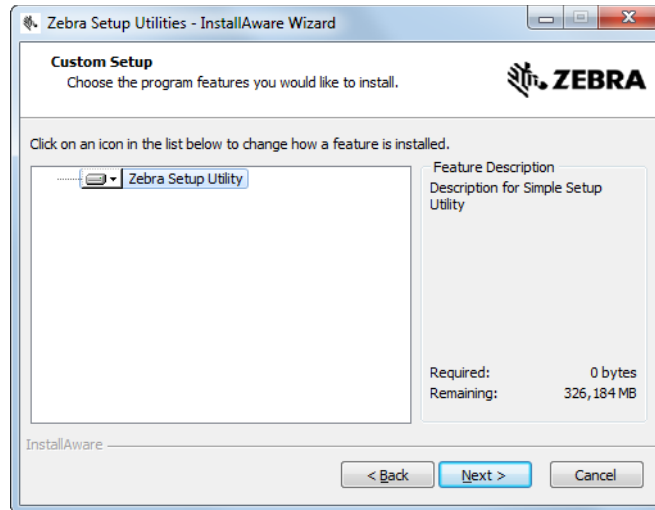 Zebra Setup Utilities - InstallAware Wizard
Custom Setup
Choose the program features you would like to install.
ZEBRA
Click on an icon in the list below to change how a feature is installed.
Zebra Setup Utility
Feature Description
Description for Simple Setup
Utility
Required: 0 bytes
Remaining: 326,184 MB
InstallAware
< Back Next > Cancel